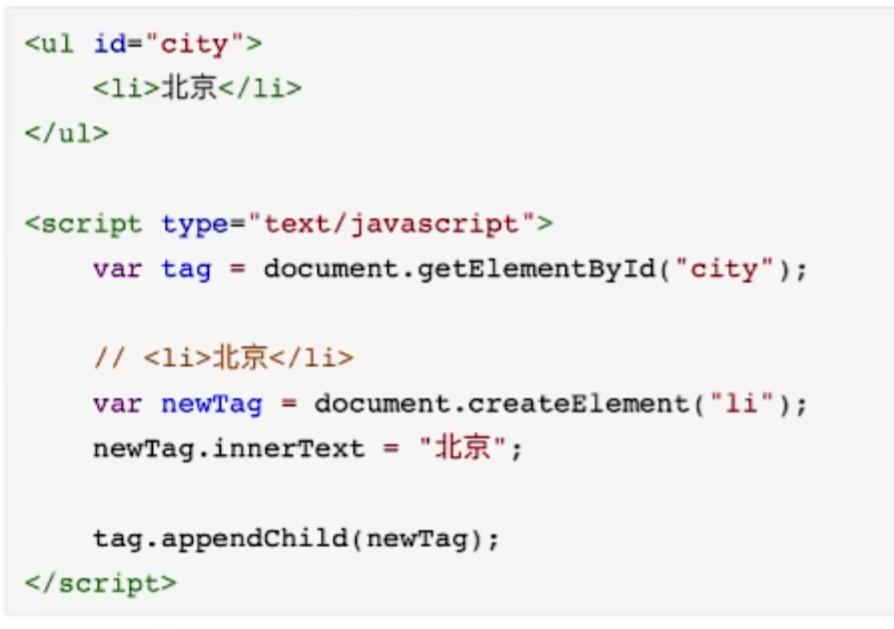 <ul id="city">
    <li>北京</li>
</ul>

<script type="text/javascript">
    var tag = document.getElementById("city");

    // <li>北京</li>
    var newTag = document.createElement("li");
    newTag.innerText = "北京";

    tag.appendChild(newTag);
</script>